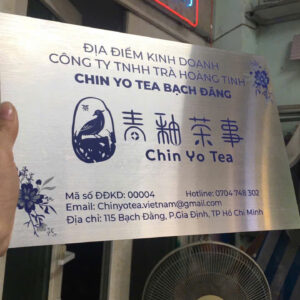 ĐỊA ĐIỂM KINH DOANH
CÔNG TY TNHH TRÀ HOÀNG TỊNH
CHIN YO TEA BẠCH ĐẰNG
青釉茶事
Chin Yo Tea
Mã số ĐĐKD: 00004 Hotline: 0704 748 302
Email: Chinyotea.vietnam@gmail.com
Địa chỉ: 115 Bạch Đằng, P.Gia Định, TP Hồ Chí Minh